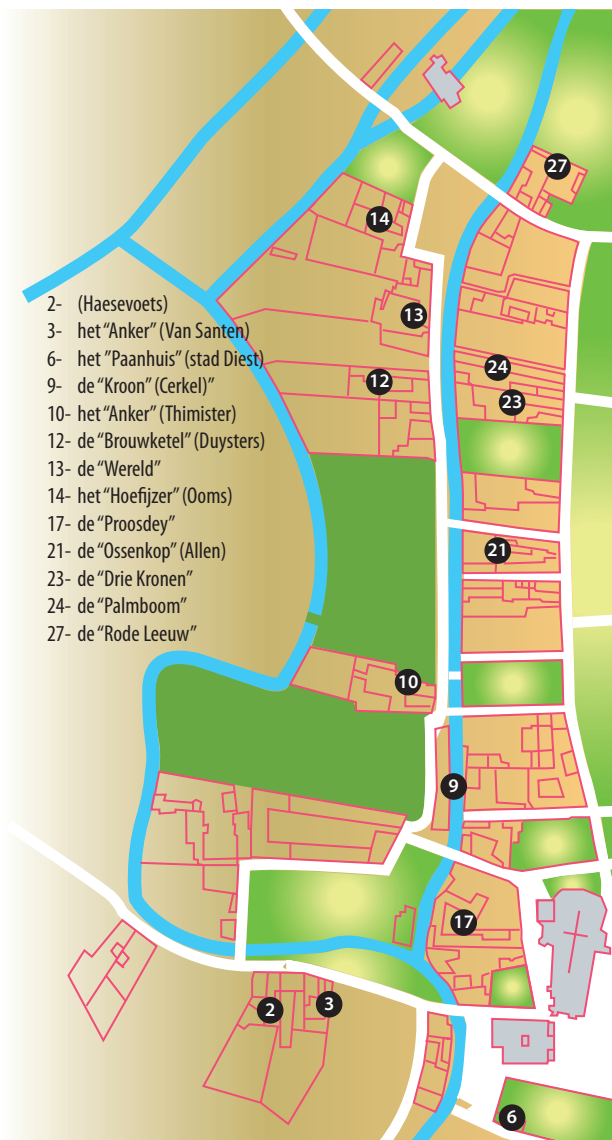 27
14
13
24
12
23
21
10
9
17
2
3
6
2- (Haesevoets)
3- het "Anker" (Van Santen)
6- het "Paanhuis" (stad Diest)
9- de "Kroon" (Cerkel)"
10- het "Anker" (Thimister)
12- de "Brouwketel" (Duysters)
13- de "Wereld"
14- het "Hoefijzer" (Ooms)
17- de "Proosdey"
21- de "Ossenkop" (Allen)
23- de "Drie Kronen"
24- de "Palmboom"
27- de "Rode Leeuw"